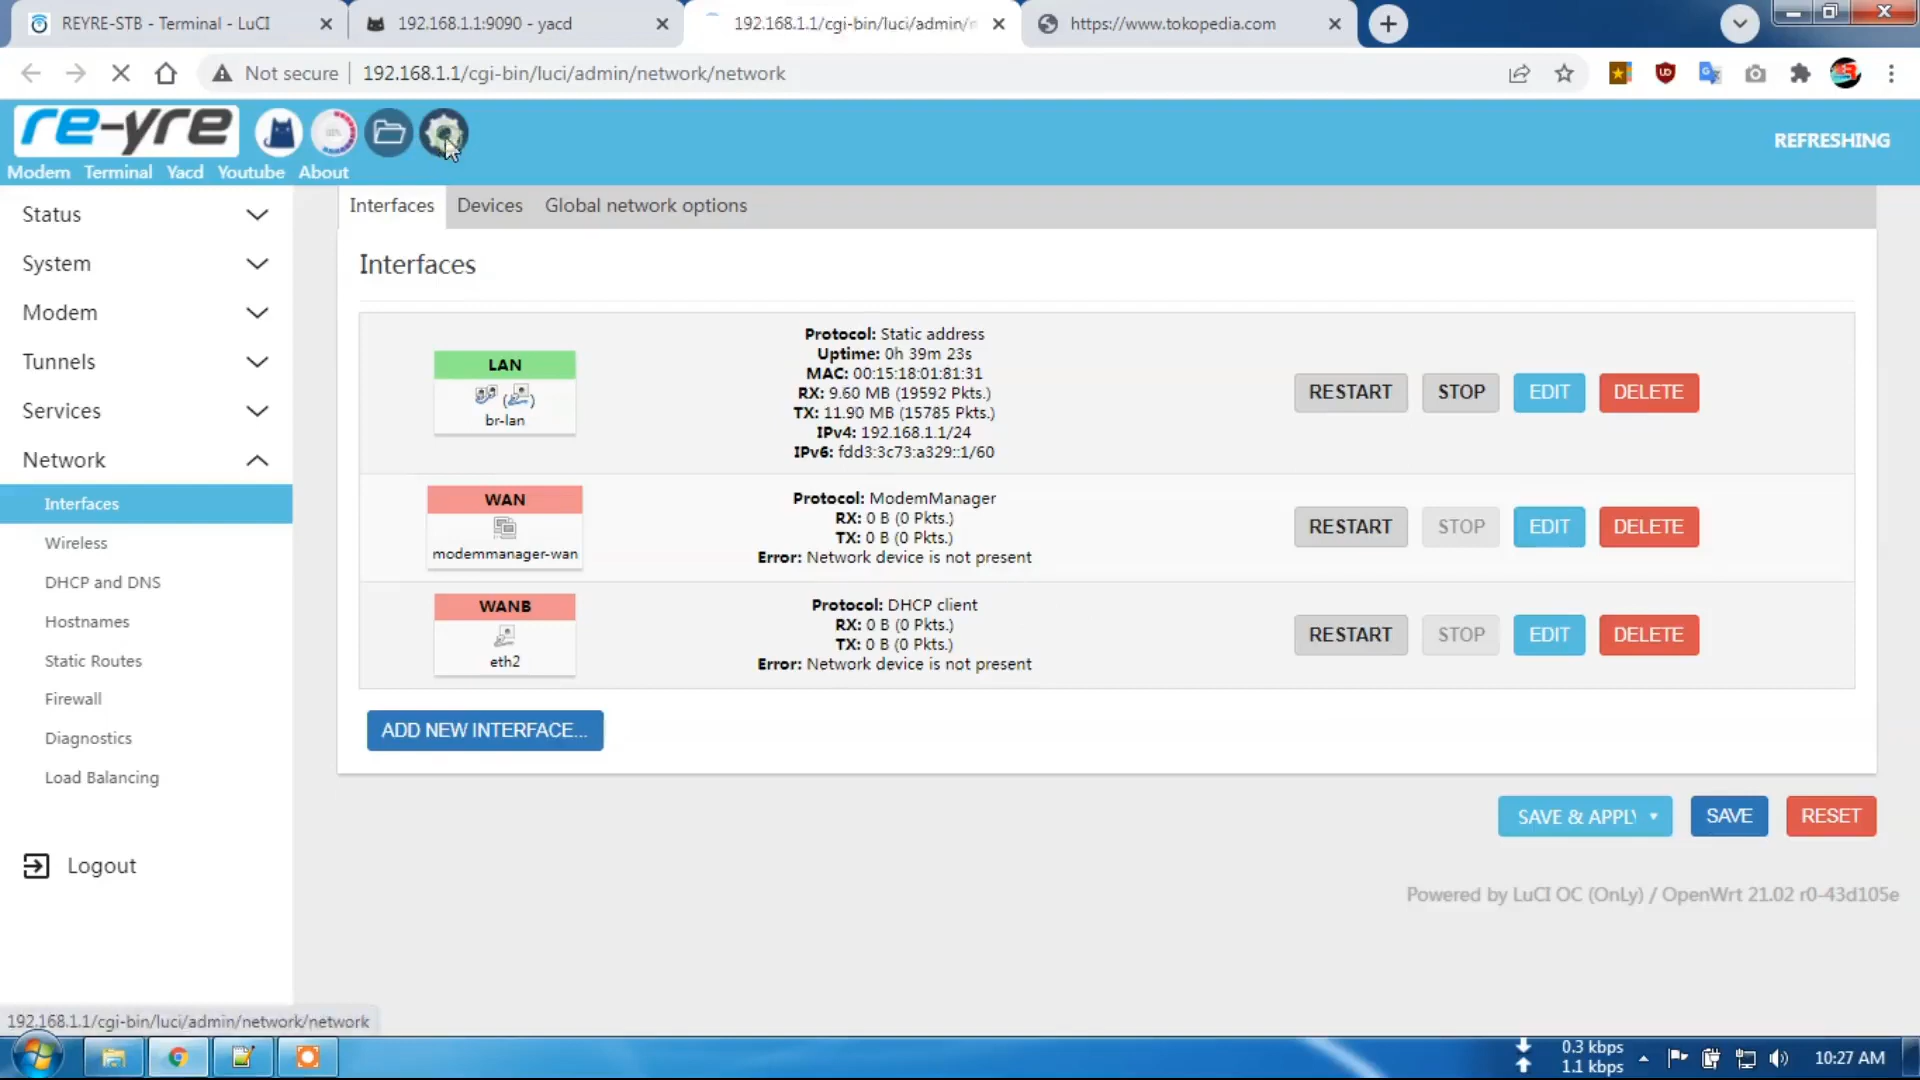 REYRE-STB - Terminal - LuCI
192.168.1.1:9090 - yacd
192.168.1.1/cgi-bin/luci/admin/n
https://www.tokopedia.com
Not secure
192.168.1.1/cgi-bin/luci/admin/network/network
re-yre
REFRESHING
Modem Terminal Yacd Youtube About
Status
System
Modem
Tunnels
Services
Network
Interfaces
Wireless
DHCP and DNS
Hostnames
Static Routes
Firewall
Diagnostics
Load Balancing
Logout
Interfaces Devices Global network options
Interfaces
LAN
br-lan
Protocol: Static address
Uptime: 0h 39m 23s
MAC: 00:15:18:01:81:31
RX: 9.60 MB (19592 Pkts.)
TX: 11.90 MB (15785 Pkts.)
IPv4: 192.168.1.1/24
IPv6: fdd3:3c73:a329::1/60
RESTART STOP EDIT DELETE
WAN
modemmanager-wan
Protocol: ModemManager
RX: 0 B (0 Pkts.)
TX: 0 B (0 Pkts.)
Error: Network device is not present
RESTART STOP EDIT DELETE
WANB
eth2
Protocol: DHCP client
RX: 0 B (0 Pkts.)
TX: 0 B (0 Pkts.)
Error: Network device is not present
RESTART STOP EDIT DELETE
ADD NEW INTERFACE...
SAVE & APPLY SAVE RESET
Powered by LuCI OC (OnLy) / OpenWrt 21.02 r0-43d105e
192.168.1.1/cgi-bin/luci/admin/network/network
0.3 kbps
1.1 kbps
10:27 AM